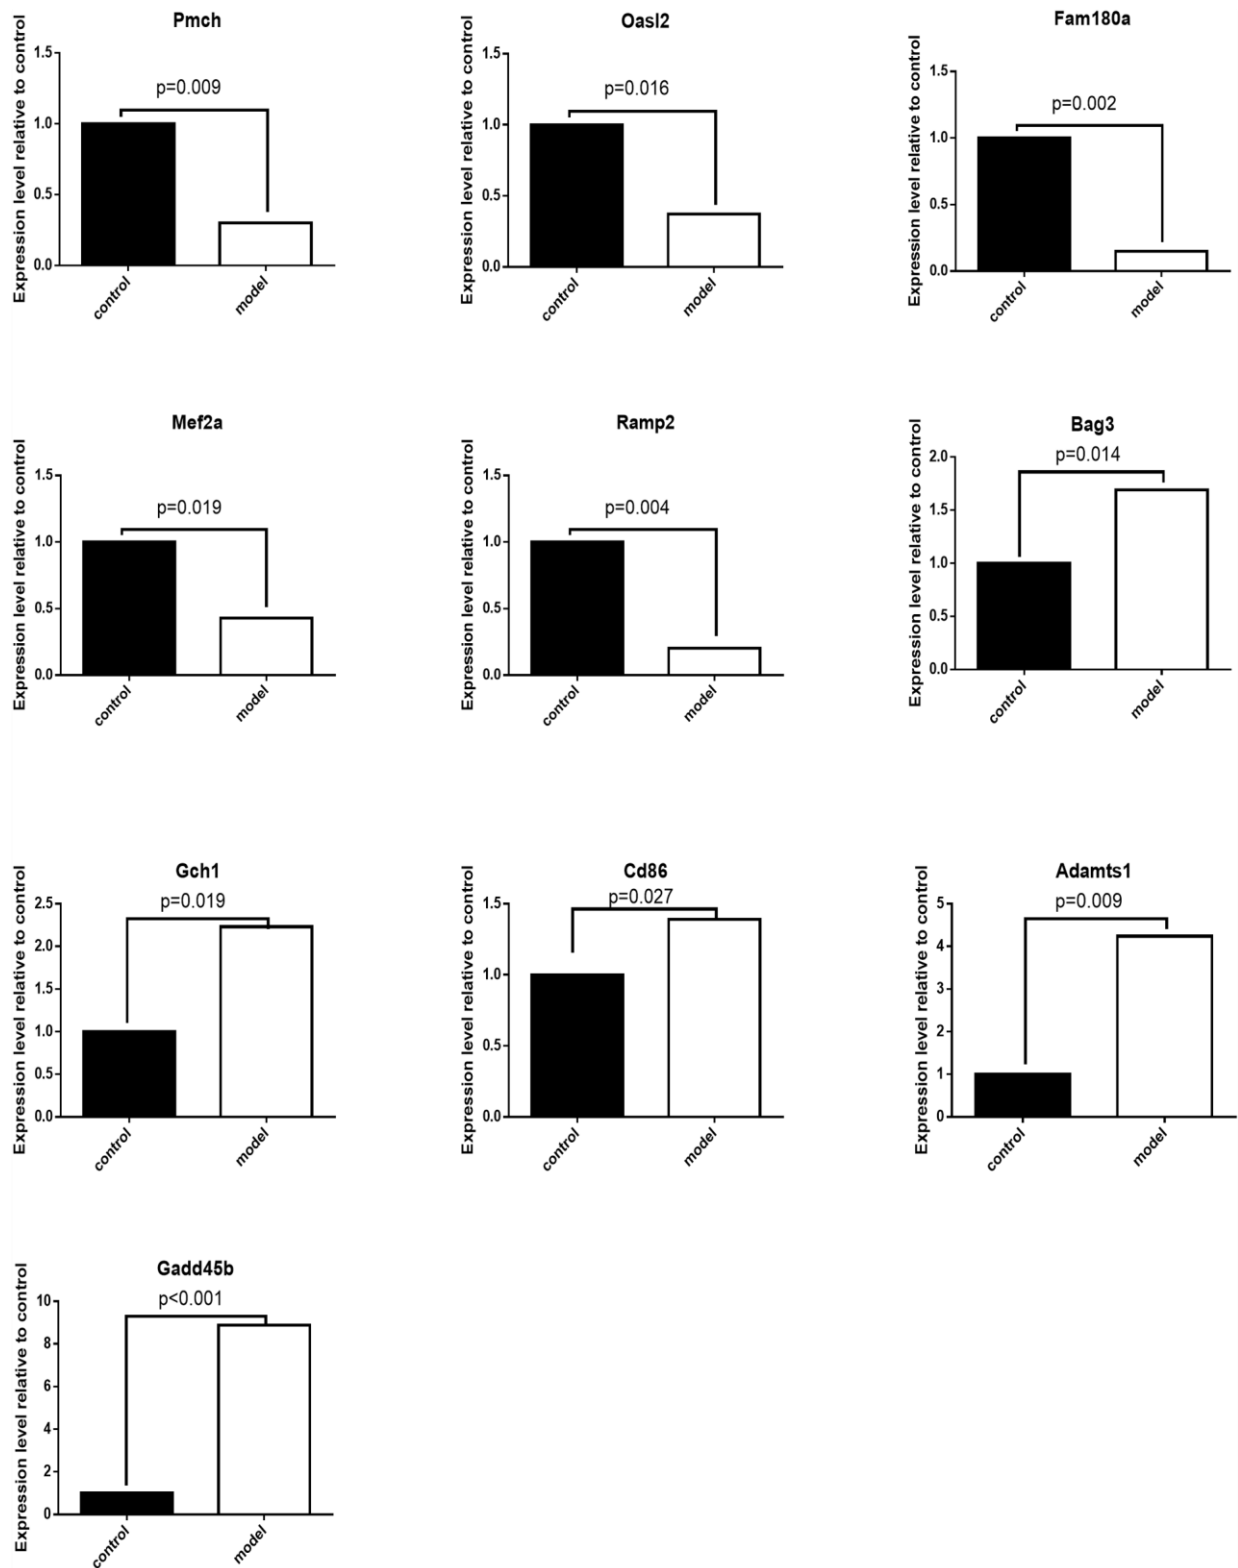 Pmch
Expression level relative to control
1.5
p=0.009
1.0
0.5
0.0
control
model
Oasl2
Expression level relative to control
1.5
p=0.016
1.0
0.5
0.0
control
model
Fam180a
Expression level relative to control
1.5
p=0.002
1.0
0.5
0.0
control
model
Mef2a
Expression level relative to control
1.5
p=0.019
1.0
0.5
0.0
control
model
Ramp2
Expression level relative to control
1.5
p=0.004
1.0
0.5
0.0
control
model
Bag3
Expression level relative to control
2.0
p=0.014
1.5
1.0
0.5
0.0
control
model
Gch1
Expression level relative to control
p=0.019
2.5
2.0
1.5
1.0
0.5
0.0
control
model
Cd86
Expression level relative to control
p=0.027
1.5
1.0
0.5
0.0
control
model
Adamts1
Expression level relative to control
p=0.009
5
4
3
2
1
0
control
model
Gadd45b
Expression level relative to control
p<0.001
10
8
6
4
2
0
control
model